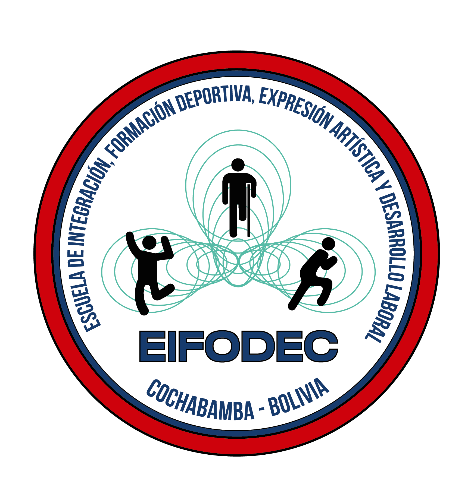 ESCUELA DE INTEGRACIÓN, FORMACIÓN DEPORTIVA, EXPRESIÓN ARTÍSTICA Y DESARROLLO LABORAL
EIFODEC
COCHABAMBA - BOLIVIA